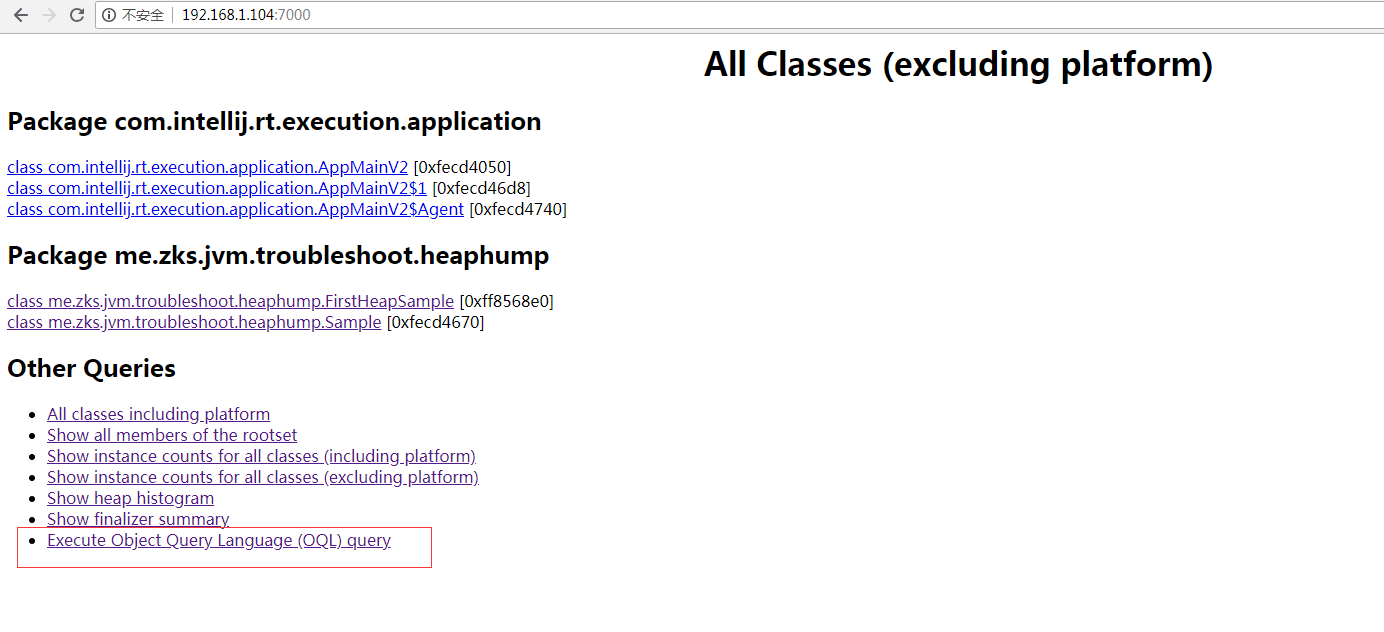 不安全 192.168.1.104:7000
All Classes (excluding platform)
Package com.intellij.rt.execution.application
class com.intellij.rt.execution.application.AppMainV2 [0xfecd4050]
class com.intellij.rt.execution.application.AppMainV2$1 [0xfecd46d8]
class com.intellij.rt.execution.application.AppMainV2$Agent [0xfecd4740]
Package me.zks.jvm.troubleshoot.heaphump
class me.zks.jvm.troubleshoot.heaphump.FirstHeapSample [0xff8568e0]
class me.zks.jvm.troubleshoot.heaphump.Sample [0xfecd4670]
Other Queries
All classes including platform
Show all members of the rootset
Show instance counts for all classes (including platform)
Show instance counts for all classes (excluding platform)
Show heap histogram
Show finalizer summary
Execute Object Query Language (OQL) query